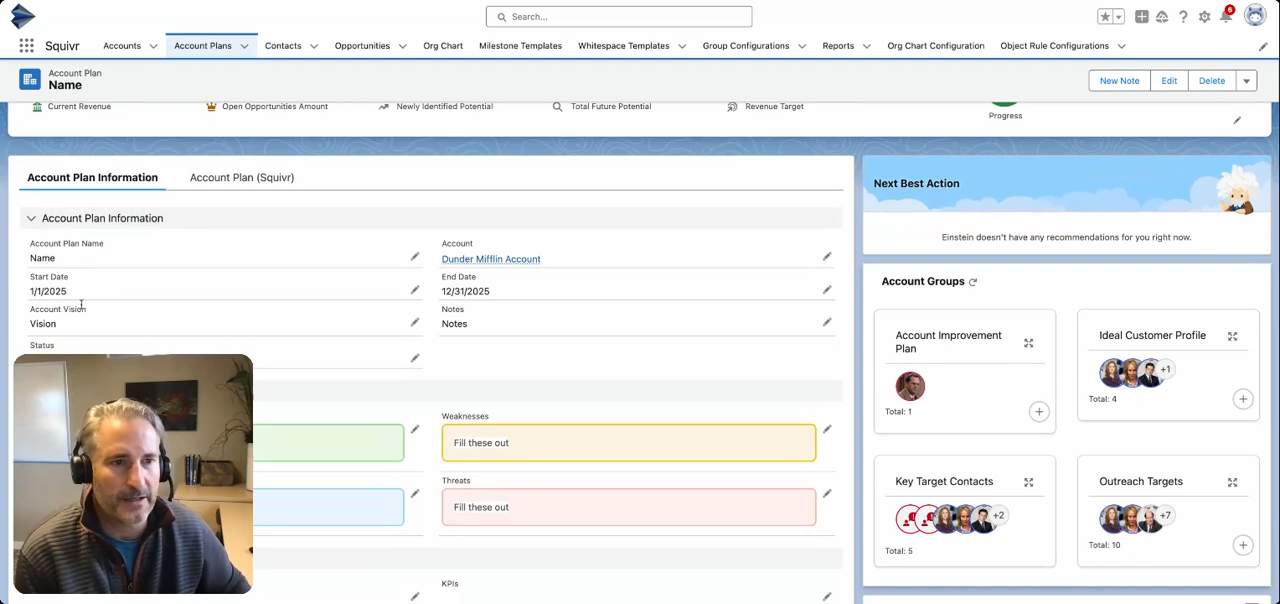 Search...
6
Squivr
Accounts
Account Plans
Contacts
Opportunities
Org Chart
Milestone Templates
Whitespace Templates
Group Configurations
Reports
Org Chart Configuration
Object Rule Configurations
Account Plan
Name
New Note
Edit
Delete
Current Revenue
Open Opportunities Amount
Newly Identified Potential
Total Future Potential
Revenue Target
Progress
Account Plan Information
Account Plan (Squivr)
Account Plan Information
Account Plan Name
Name
Account
Dunder Mifflin Account
Start Date
1/1/2025
End Date
12/31/2025
Account Vision
Vision
Notes
Notes
Status
Weaknesses
Fill these out
Threats
Fill these out
KPIs
Next Best Action
Einstein doesn't have any recommendations for you right now.
Account Groups
Account Improvement
Plan
Total: 1
Ideal Customer Profile
+1
Total: 4
Key Target Contacts
+2
Total: 5
Outreach Targets
+7
Total: 10